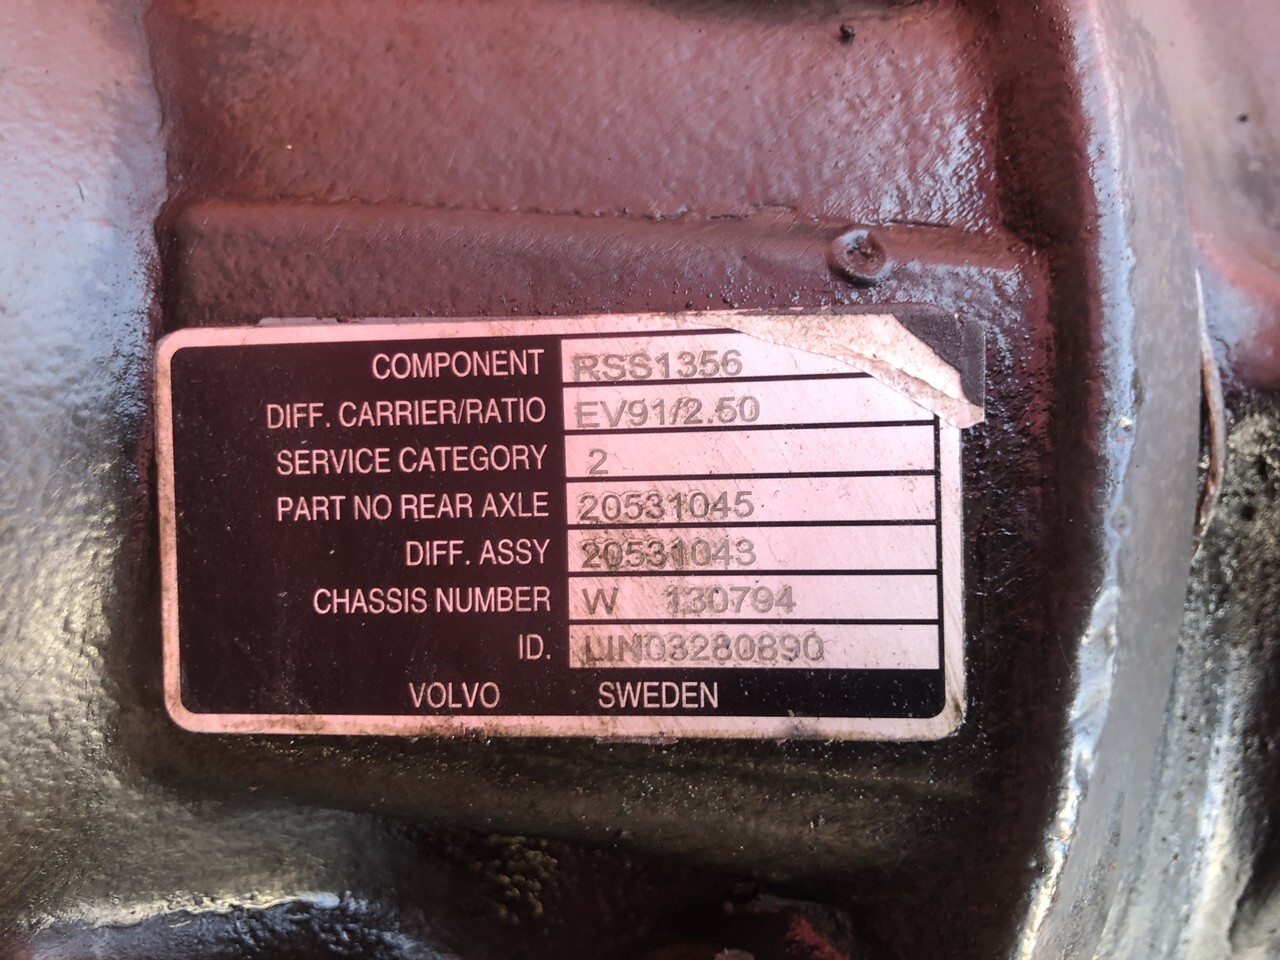 COMPONENT RSS1356
DIFF. CARRIER/RATIO EV91/2.50
SERVICE CATEGORY 2
PART NO REAR AXLE 20531045
DIFF. ASSY 20531043
CHASSIS NUMBER W 130794
ID. LIN03280890
VOLVO SWEDEN